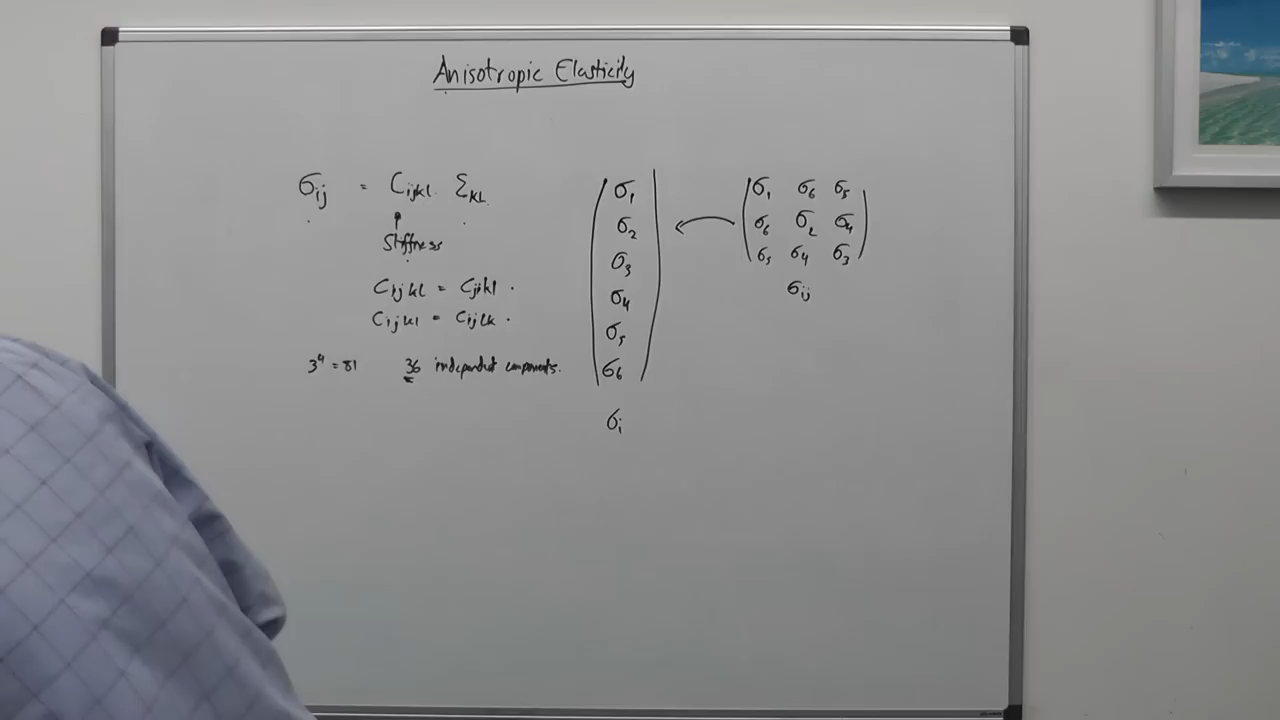 Anisotropic Elasticity
σij = Cijkl εkl
Stiffness
Cijkl = Cjikl .
Cijkl = Cijlk .
3⁴ = 81 36 independent components.
σ1
σ2
σ3
σ4
σ5
σ6
σi
σ1 σ6 σ5
σ6 σ2 σ4
σ5 σ4 σ3
σij